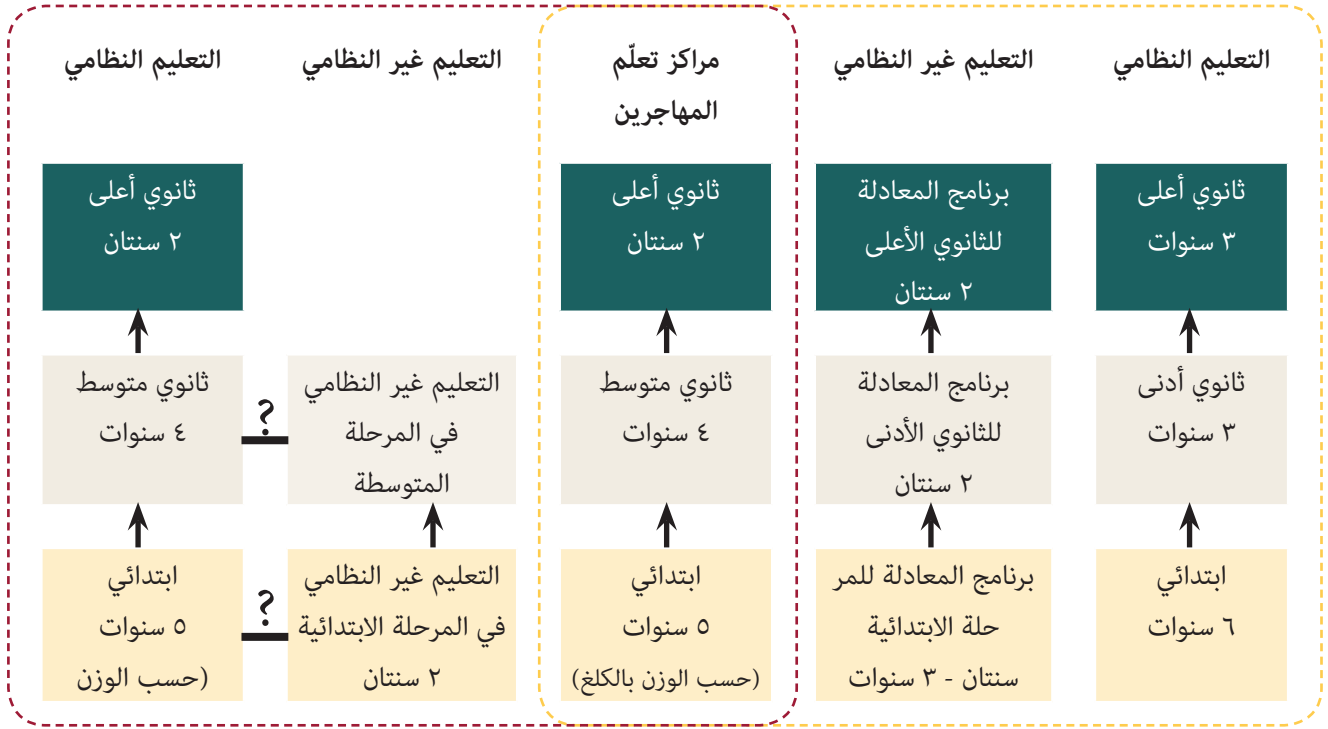 التعليم النظامي
التعليم غير النظامي
مراكز تعلّم
المهاجرين
التعليم غير النظامي
التعليم النظامي
ثانوي أعلى
٣ سنوات
برنامج المعادلة
للثانوي الأعلى
٢ سنتان
ثانوي أعلى
٢ سنتان
ثانوي أعلى
٢ سنتان
ثانوي أدنى
٣ سنوات
برنامج المعادلة
للثانوي الأدنى
٢ سنتان
ثانوي متوسط
٤ سنوات
التعليم غير النظامي
في المرحلة
المتوسطة
?
ثانوي متوسط
٤ سنوات
ابتدائي
٦ سنوات
برنامج المعادلة للمر
حلة الابتدائية
سنتان - ٣ سنوات
ابتدائي
٥ سنوات
(حسب الوزن بالكلغ)
التعليم غير النظامي
في المرحلة الابتدائية
٢ سنتان
?
ابتدائي
٥ سنوات
(حسب الوزن